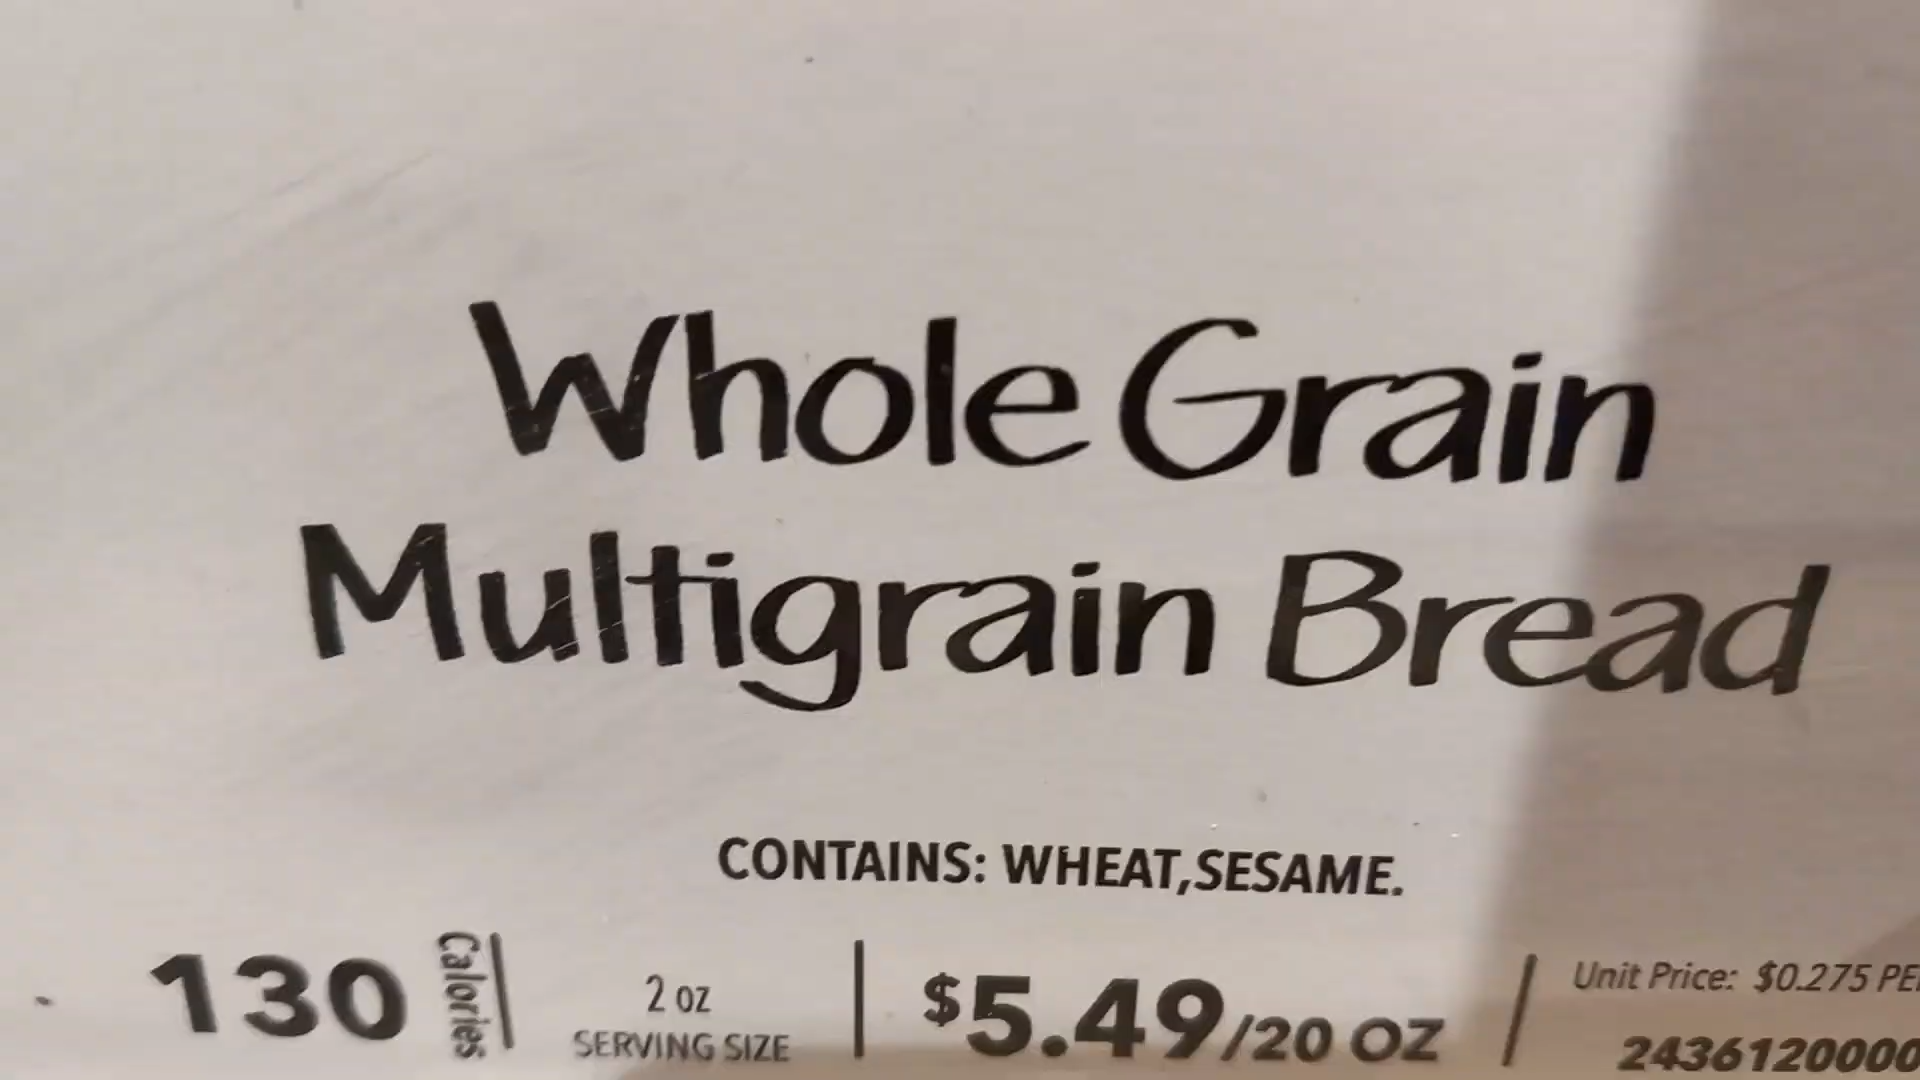 Whole Grain
Multigrain Bread
CONTAINS: WHEAT,SESAME.
130 Calories
2 oz
SERVING SIZE
$5.49/20 OZ
Unit Price: $0.275
2436120000